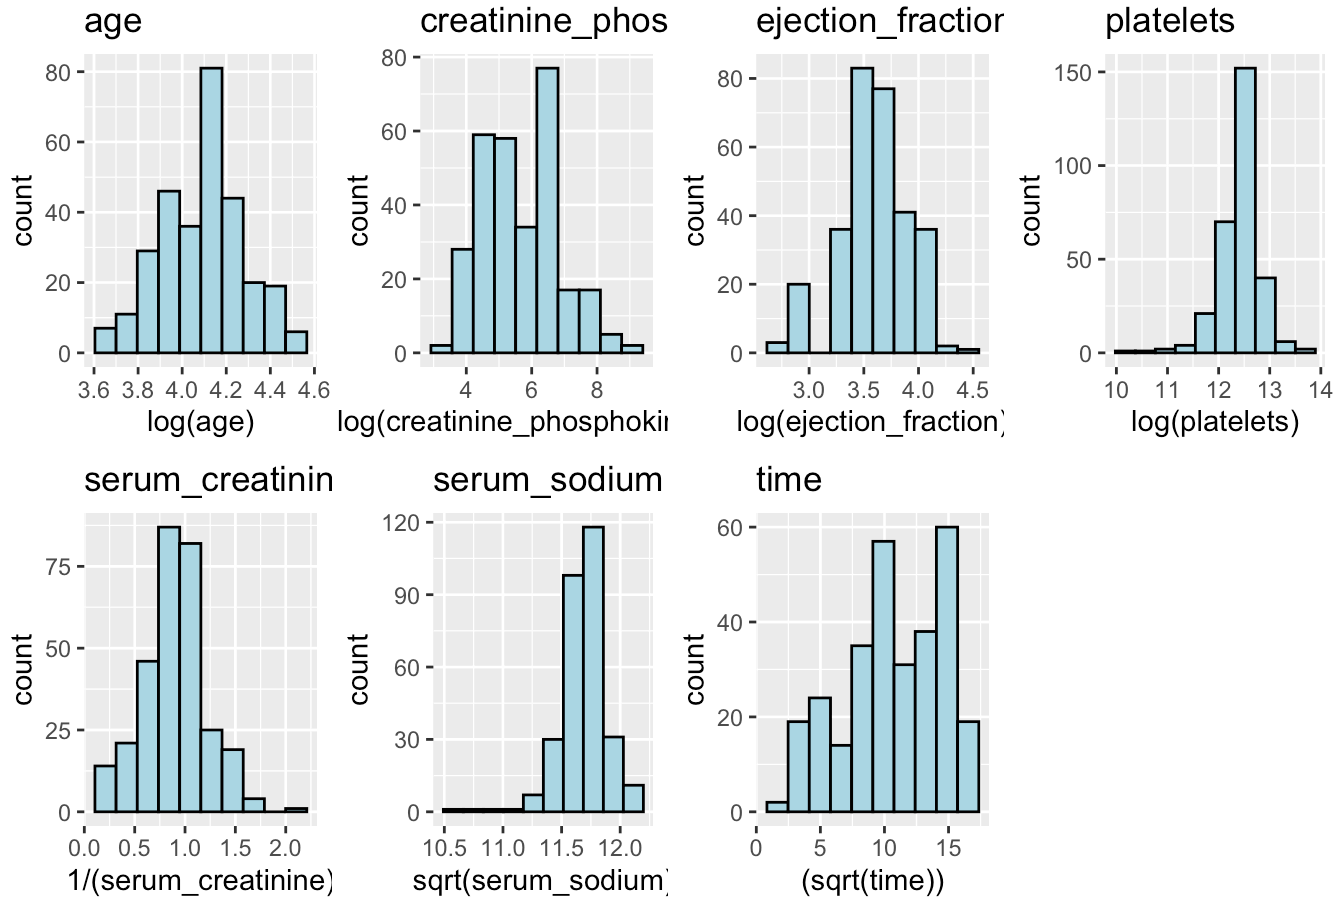 age
count
80
60
40
20
0
3.6 3.8 4.0 4.2 4.4 4.6
log(age)
creatinine_phos
count
80
60
40
20
0
4 6 8
log(creatinine_phosphokin
ejection_fraction
count
80
60
40
20
0
3.0 3.5 4.0 4.5
log(ejection_fraction)
platelets
count
150
100
50
0
10 11 12 13 14
log(platelets)
serum_creatinin
count
75
50
25
0
0.0 0.5 1.0 1.5 2.0
1/(serum_creatinine)
serum_sodium
count
120
90
60
30
0
10.5 11.0 11.5 12.0
sqrt(serum_sodium)
time
count
60
40
20
0
0 5 10 15
(sqrt(time))